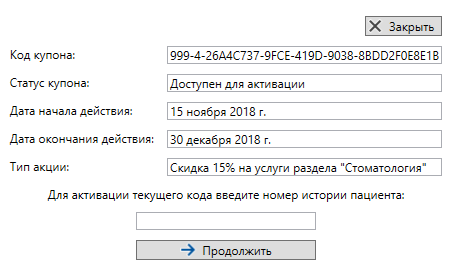 Закрыть
Код купона: 999-4-26A4C737-9FCE-419D-9038-8BDD2F0E8E1B
Статус купона: Доступен для активации
Дата начала действия: 15 ноября 2018 г.
Дата окончания действия: 30 декабря 2018 г.
Тип акции: Скидка 15% на услуги раздела "Стоматология"
Для активации текущего кода введите номер истории пациента:
Продолжить